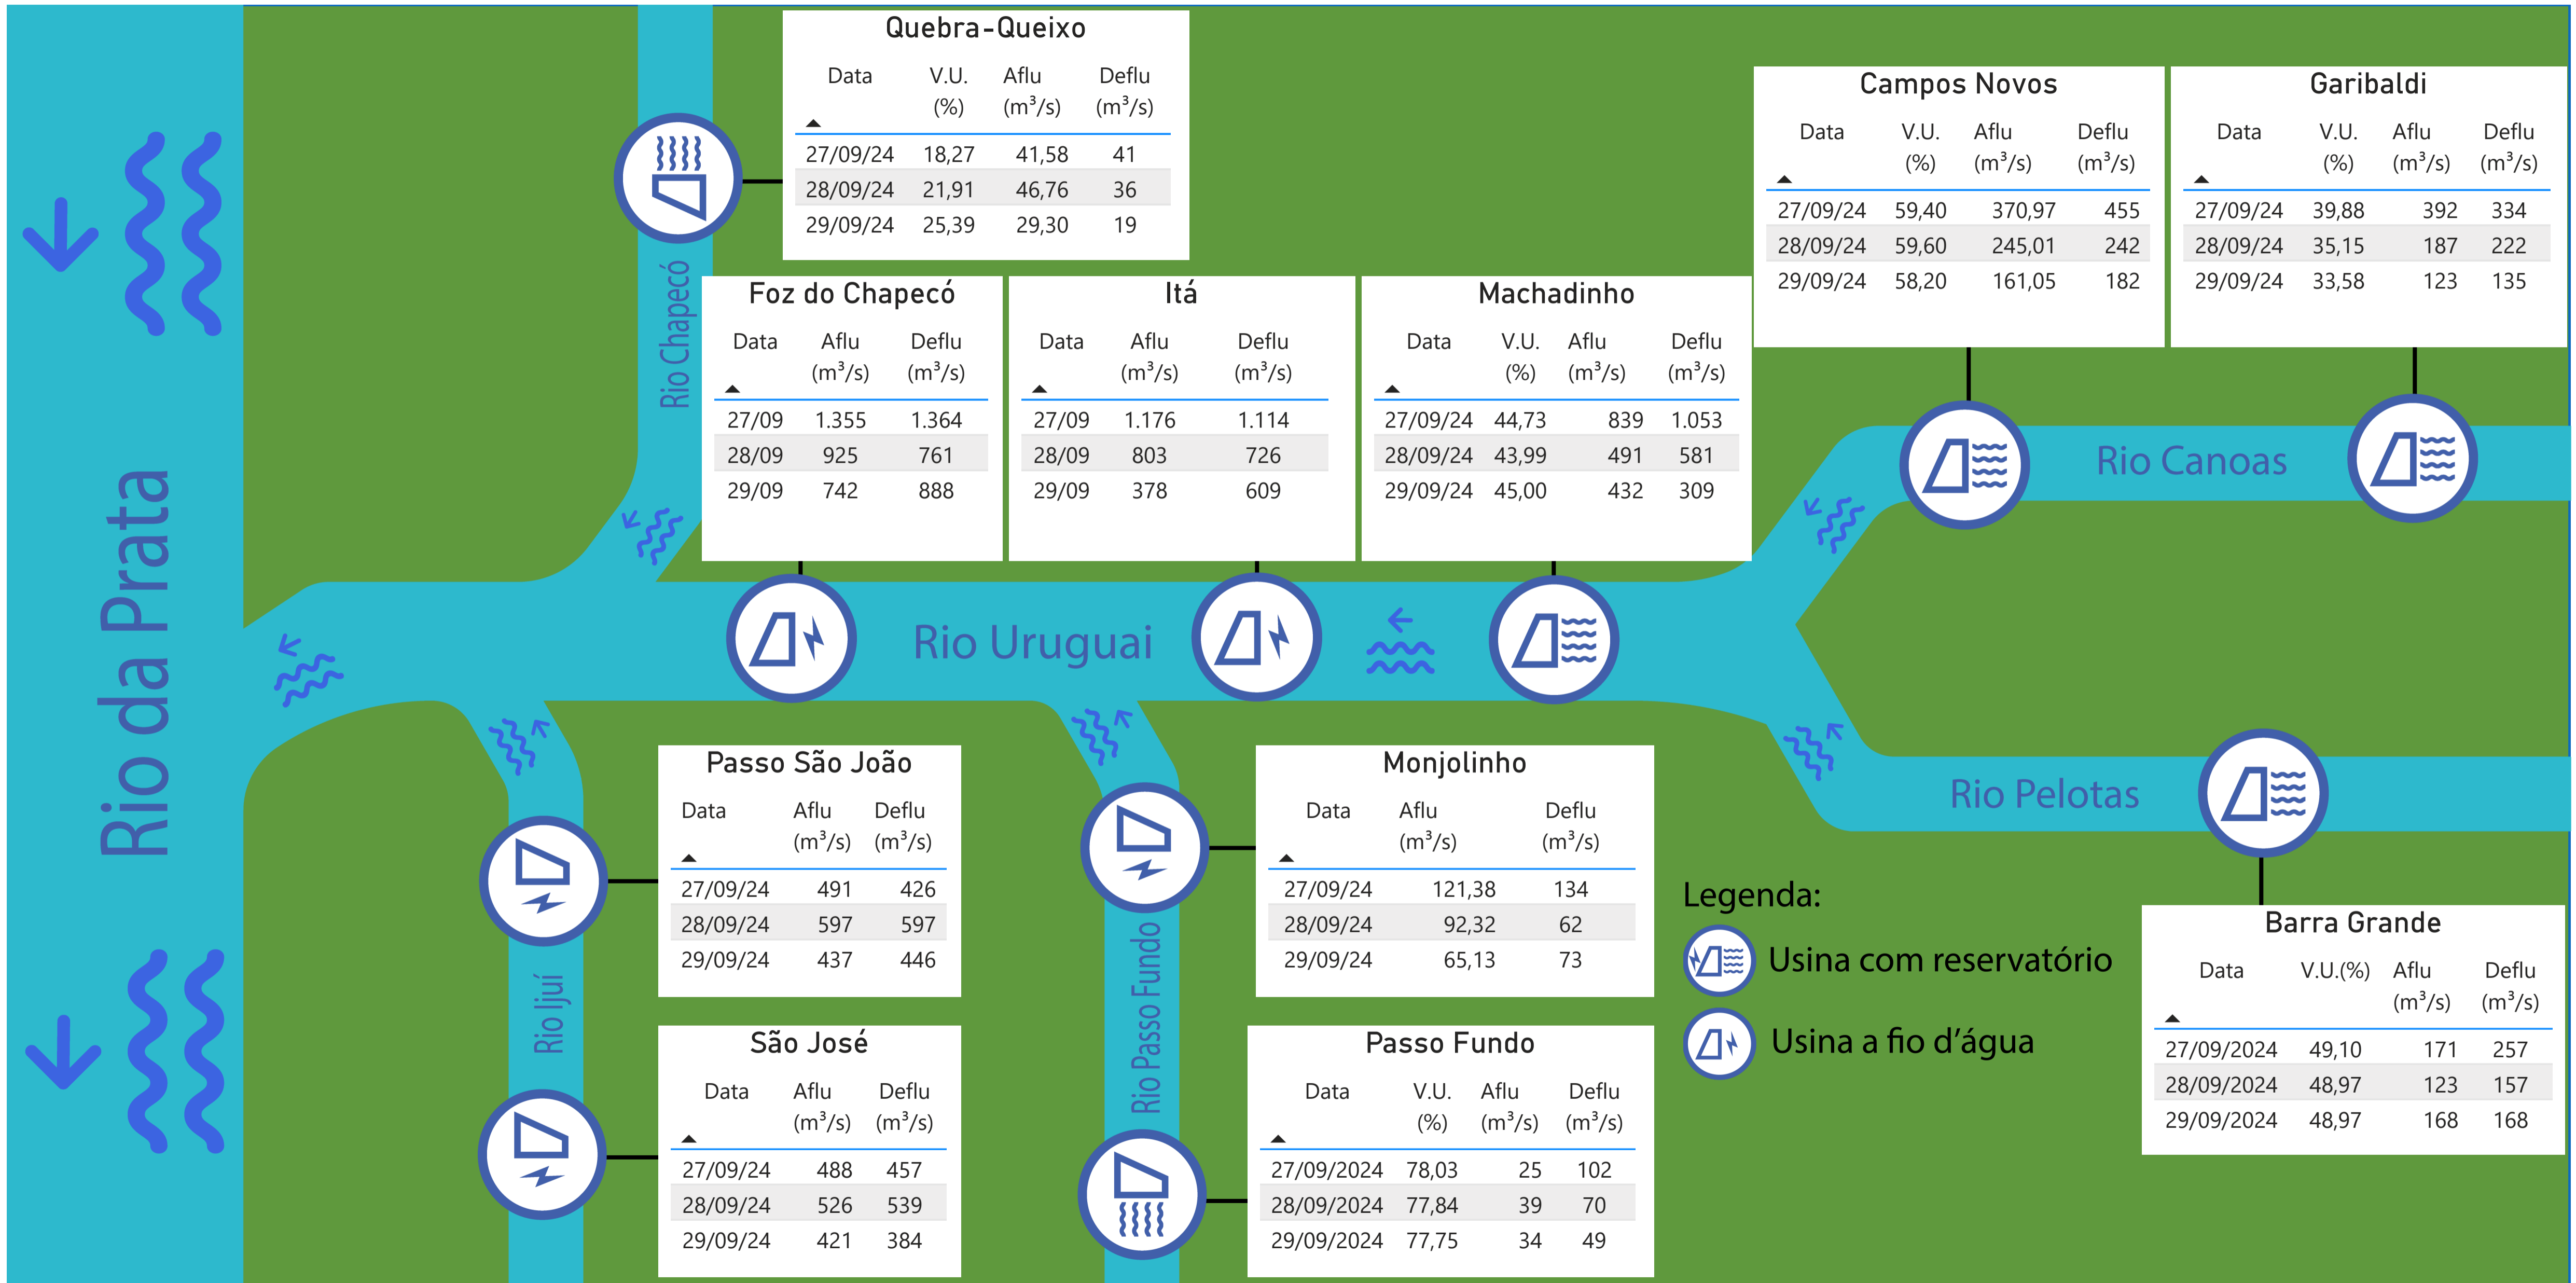 Quebra-Queixo
Data V.U. (%) Aflu (m³/s) Deflu (m³/s)
27/09/24 18,27 41,58 41
28/09/24 21,91 46,76 36
29/09/24 25,39 29,30 19
Campos Novos
Data V.U. (%) Aflu (m³/s) Deflu (m³/s)
27/09/24 59,40 370,97 455
28/09/24 59,60 245,01 242
29/09/24 58,20 161,05 182
Garibaldi
Data V.U. (%) Aflu (m³/s) Deflu (m³/s)
27/09/24 39,88 392 334
28/09/24 35,15 187 222
29/09/24 33,58 123 135
Rio Chapecó
Foz do Chapecó
Data Aflu (m³/s) Deflu (m³/s)
27/09 1.355 1.364
28/09 925 761
29/09 742 888
Itá
Data Aflu (m³/s) Deflu (m³/s)
27/09 1.176 1.114
28/09 803 726
29/09 378 609
Machadinho
Data V.U. (%) Aflu (m³/s) Deflu (m³/s)
27/09/24 44,73 839 1.053
28/09/24 43,99 491 581
29/09/24 45,00 432 309
Rio Canoas
Rio da Prata
Rio Uruguai
Rio Pelotas
Passo São João
Data Aflu (m³/s) Deflu (m³/s)
27/09/24 491 426
28/09/24 597 597
29/09/24 437 446
Monjolinho
Data Aflu (m³/s) Deflu (m³/s)
27/09/24 121,38 134
28/09/24 92,32 62
29/09/24 65,13 73
Legenda:
Usina com reservatório
Usina a fio d’água
Barra Grande
Data V.U.(%) Aflu (m³/s) Deflu (m³/s)
27/09/2024 49,10 171 257
28/09/2024 48,97 123 157
29/09/2024 48,97 168 168
Rio Ijuí
São José
Data Aflu (m³/s) Deflu (m³/s)
27/09/24 488 457
28/09/24 526 539
29/09/24 421 384
Rio Passo Fundo
Passo Fundo
Data V.U. (%) Aflu (m³/s) Deflu (m³/s)
27/09/2024 78,03 25 102
28/09/2024 77,84 39 70
29/09/2024 77,75 34 49